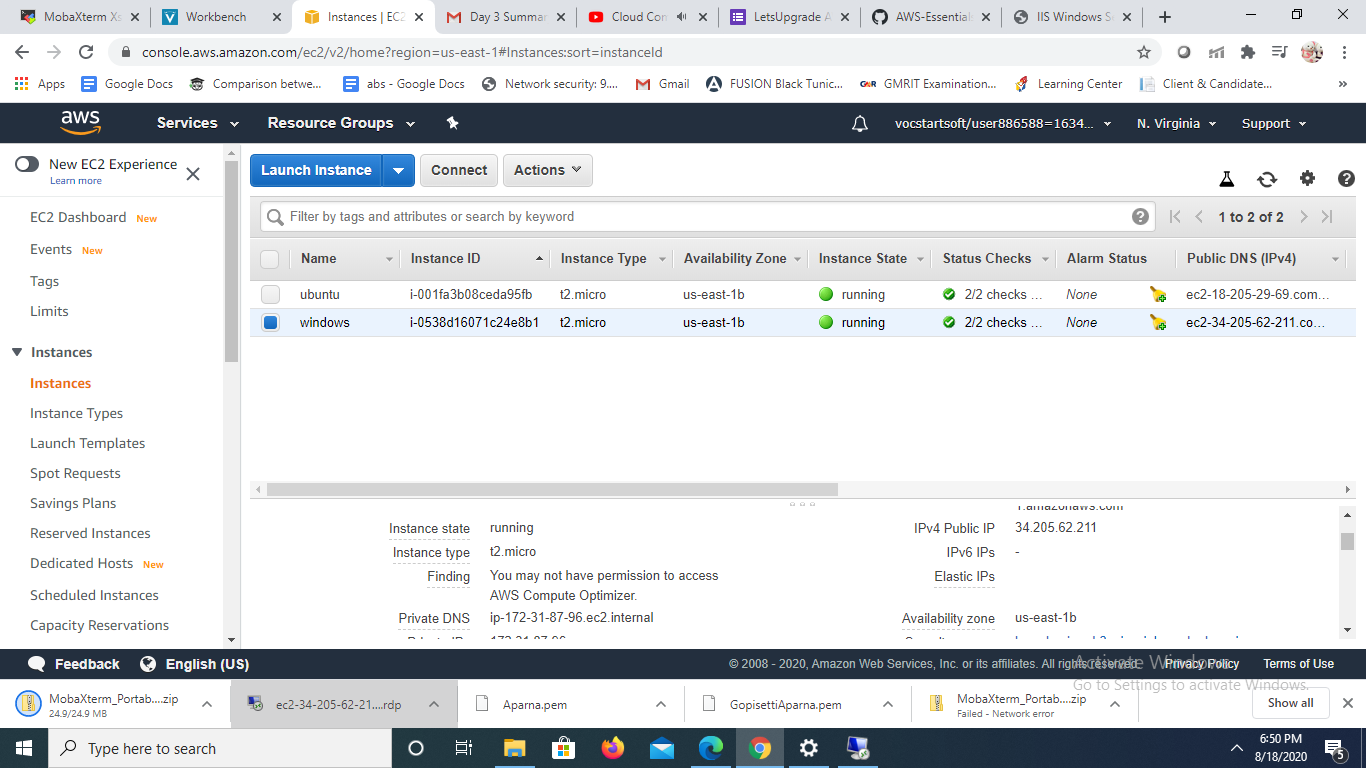 MobaXterm Xs
Workbench
Instances | EC2
Day 3 Summar
Cloud Con
LetsUpgrade A
AWS-Essential
IIS Windows Se
console.aws.amazon.com/ec2/v2/home?region=us-east-1#Instances:sort=instanceId
Apps
Google Docs
Comparison betwe...
abs - Google Docs
Network security: 9....
Gmail
FUSION Black Tunic...
GMRIT Examination...
Learning Center
Client & Candidate...
aws
Services
Resource Groups
vocstartsoft/user886588=1634...
N. Virginia
Support
New EC2 Experience
Learn more
EC2 Dashboard New
Events New
Tags
Limits
Instances
Instances
Instance Types
Launch Templates
Spot Requests
Savings Plans
Reserved Instances
Dedicated Hosts New
Scheduled Instances
Capacity Reservations
Launch Instance
Connect
Actions
Filter by tags and attributes or search by keyword
1 to 2 of 2
Name Instance ID Instance Type Availability Zone Instance State Status Checks Alarm Status Public DNS (IPv4)
ubuntu i-001fa3b08ceda95fb t2.micro us-east-1b running 2/2 checks ... None ec2-18-205-29-69.com...
windows i-0538d16071c24e8b1 t2.micro us-east-1b running 2/2 checks ... None ec2-34-205-62-211.co...
1.amazonaws.com
Instance state running
IPv4 Public IP 34.205.62.211
Instance type t2.micro
IPv6 IPs -
Finding You may not have permission to access
AWS Compute Optimizer.
Elastic IPs
Private DNS ip-172-31-87-96.ec2.internal
Availability zone us-east-1b
172.31.87.96
Feedback
English (US)
© 2008 - 2020, Amazon Web Services, Inc. or its affiliates. All rights reserved.
Privacy Policy
Terms of Use
Activate Windows
Go to Settings to activate Windows.
MobaXterm_Portab....zip
24.9/24.9 MB
ec2-34-205-62-21....rdp
Aparna.pem
GopisettiAparna.pem
MobaXterm_Portab....zip
Failed - Network error
Show all
Type here to search
6:50 PM
8/18/2020
5